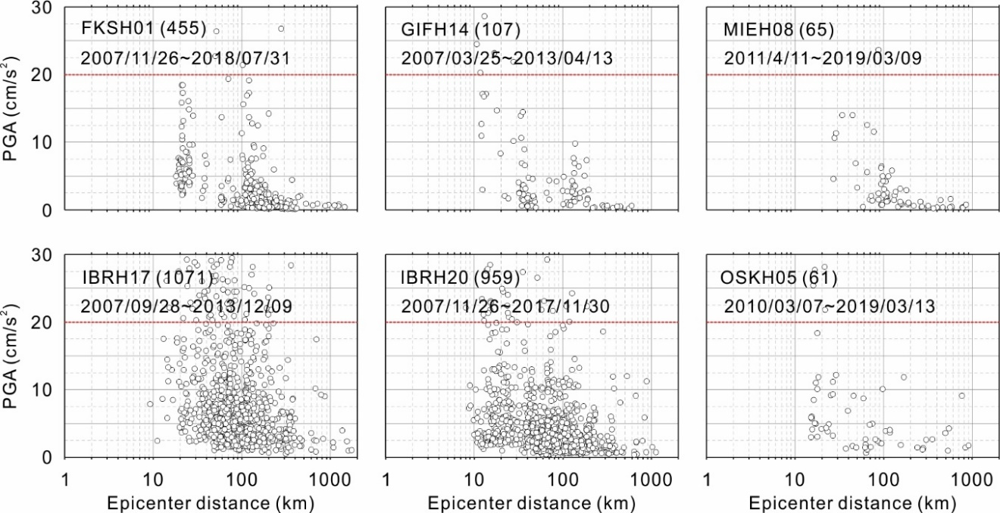 30
FKSH01 (455)
2007/11/26~2018/07/31
20
10
0
PGA (cm/s²)
GIFH14 (107)
2007/03/25~2013/04/13
MIEH08 (65)
2011/4/11~2019/03/09
30
IBRH17 (1071)
2007/09/28~2013/12/09
20
10
0
PGA (cm/s²)
IBRH20 (959)
2007/11/26~2017/11/30
OSKH05 (61)
2010/03/07~2019/03/13
1 10 100 1000
1 10 100 1000
1 10 100 1000
Epicenter distance (km)
Epicenter distance (km)
Epicenter distance (km)